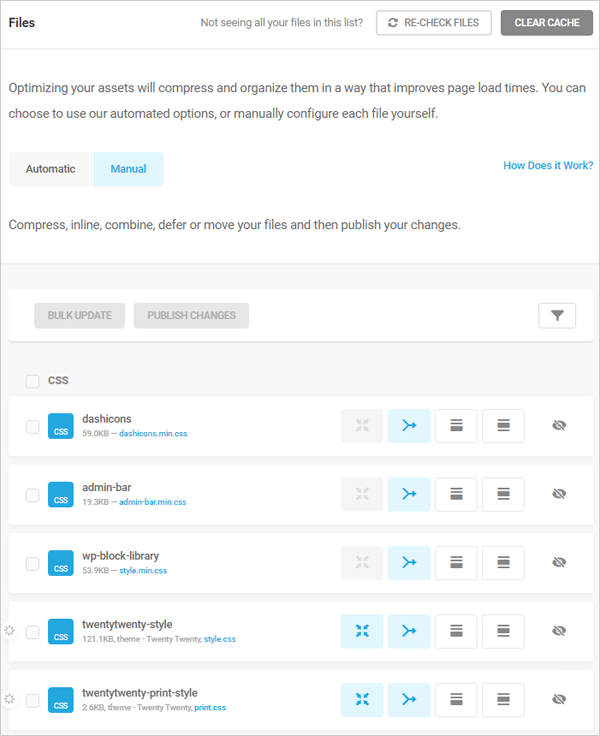 Files
Not seeing all your files in this list?
RE-CHECK FILES
CLEAR CACHE
Optimizing your assets will compress and organize them in a way that improves page load times. You can
choose to use our automated options, or manually configure each file yourself.
Automatic
Manual
How Does it Work?
Compress, inline, combine, defer or move your files and then publish your changes.
BULK UPDATE
PUBLISH CHANGES
CSS
CSS
dashicons
59.0KB — dashicons.min.css
CSS
admin-bar
19.3KB — admin-bar.min.css
CSS
wp-block-library
53.9KB — style.min.css
CSS
twentytwenty-style
121.1KB, theme - Twenty Twenty, style.css
CSS
twentytwenty-print-style
2.6KB, theme - Twenty Twenty, print.css